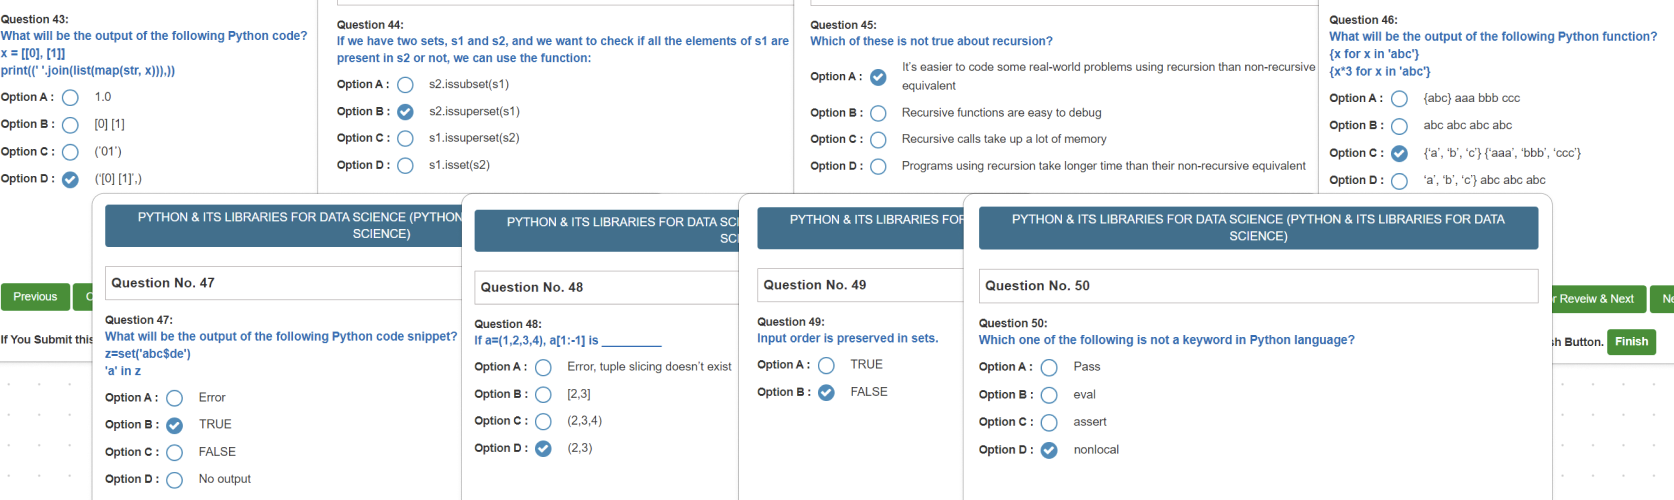 Question 43:
What will be the output of the following Python code?
x = [[0], [1]]
print((' '.join(list(map(str, x))),))
Option A : 1.0
Option B : [0] [1]
Option C : ('01')
Option D : ('[0] [1]',)
Question 44:
If we have two sets, s1 and s2, and we want to check if all the elements of s1 are
present in s2 or not, we can use the function:
Option A : s2.issubset(s1)
Option B : s2.issuperset(s1)
Option C : s1.issuperset(s2)
Option D : s1.isset(s2)
Question 45:
Which of these is not true about recursion?
Option A : It's easier to code some real-world problems using recursion than non-recursive
equivalent
Option B : Recursive functions are easy to debug
Option C : Recursive calls take up a lot of memory
Option D : Programs using recursion take longer time than their non-recursive equivalent
Question 46:
What will be the output of the following Python function?
{x for x in 'abc'}
{x*3 for x in 'abc'}
Option A : {abc} aaa bbb ccc
Option B : abc abc abc abc
Option C : {'a', 'b', 'c'} {'aaa', 'bbb', 'ccc'}
Option D : 'a', 'b', 'c'} abc abc abc
Previous
If You Submit this
PYTHON & ITS LIBRARIES FOR DATA SCIENCE (PYTHON
SCIENCE)
Question No. 47
Question 47:
What will be the output of the following Python code snippet?
z=set('abc$de')
'a' in z
Option A : Error
Option B : TRUE
Option C : FALSE
Option D : No output
PYTHON & ITS LIBRARIES FOR DATA SCI
SCI
Question No. 48
Question 48:
If a=(1,2,3,4), a[1:-1] is _________
Option A : Error, tuple slicing doesn't exist
Option B : [2,3]
Option C : (2,3,4)
Option D : (2,3)
PYTHON & ITS LIBRARIES FOR
Question No. 49
Question 49:
Input order is preserved in sets.
Option A : TRUE
Option B : FALSE
PYTHON & ITS LIBRARIES FOR DATA SCIENCE (PYTHON & ITS LIBRARIES FOR DATA
SCIENCE)
Question No. 50
Question 50:
Which one of the following is not a keyword in Python language?
Option A : Pass
Option B : eval
Option C : assert
Option D : nonlocal
r Reveiw & Next
Ne
sh Button. Finish